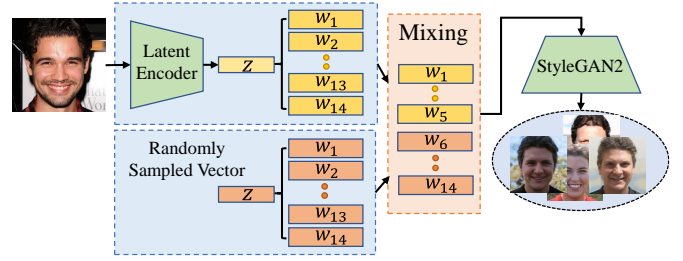 Latent
Encoder
z
w1
w2
w13
w14
Randomly
Sampled Vector
z
w1
w2
w13
w14
Mixing
w1
w5
w6
w14
StyleGAN2